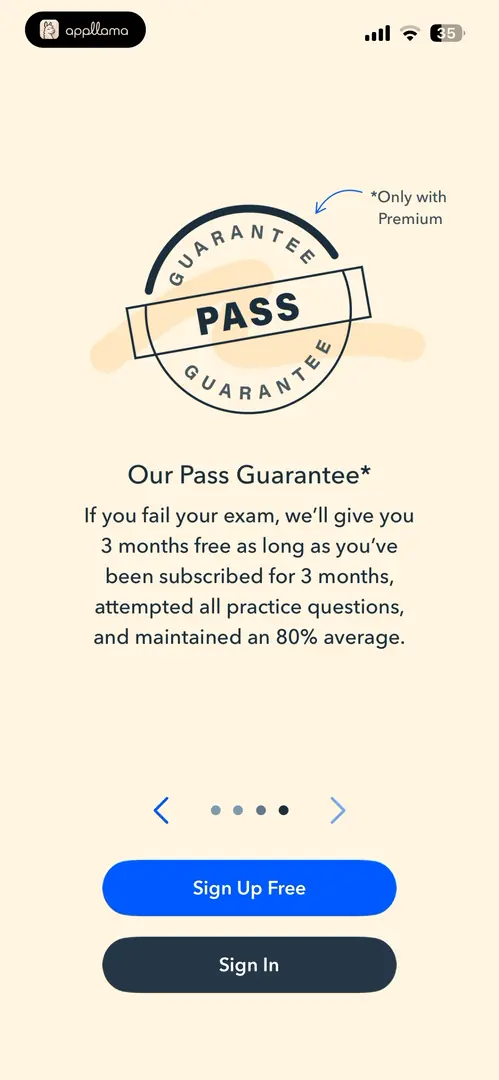 appllama
35
*Only with
Premium
GUARANTEE
PASS
GUARANTEE
Our Pass Guarantee*
If you fail your exam, we’ll give you
3 months free as long as you’ve
been subscribed for 3 months,
attempted all practice questions,
and maintained an 80% average.
Sign Up Free
Sign In